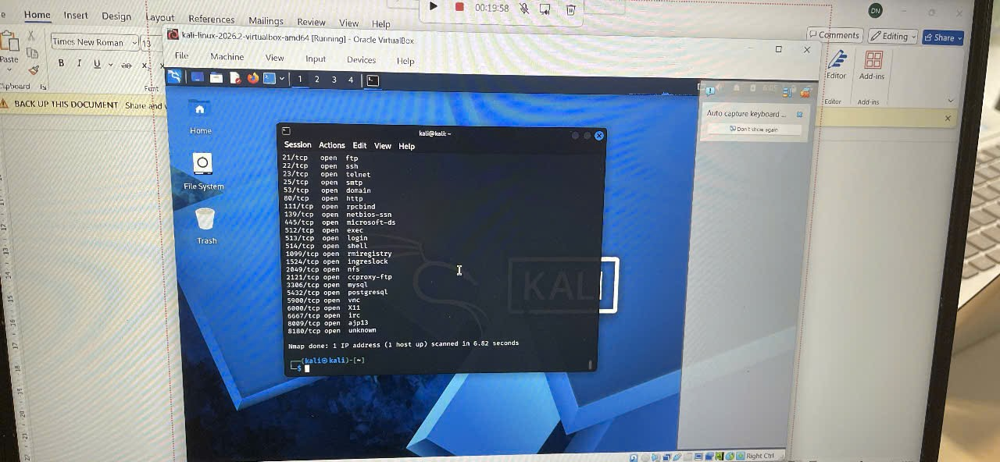 Home Insert Design Layout References Mailings Review View Help
00:19:58
DN
Comments Editing Share
Paste
Times New Roman 13
B I U ab x
Clipboard Font
Editor Add-ins
Editor Add-ins
BACK UP THIS DOCUMENT Share and
kali-linux-2026.2-virtualbox-amd64 [Running] - Oracle VirtualBox
File Machine View Input Devices Help
1 2 3 4
Auto capture keyboard ...
Don't show again
Home
File System
Trash
kali@kali: ~
Session Actions Edit View Help
21/tcp open ftp
22/tcp open ssh
23/tcp open telnet
25/tcp open smtp
53/tcp open domain
80/tcp open http
111/tcp open rpcbind
139/tcp open netbios-ssn
445/tcp open microsoft-ds
512/tcp open exec
513/tcp open login
514/tcp open shell
1099/tcp open rmiregistry
1524/tcp open ingreslock
2049/tcp open nfs
2121/tcp open ccproxy-ftp
3306/tcp open mysql
5432/tcp open postgresql
5900/tcp open vnc
6000/tcp open X11
6667/tcp open irc
8009/tcp open ajp13
8180/tcp open unknown
Nmap done: 1 IP address (1 host up) scanned in 6.82 seconds
(kali㉿kali)-[~]
$
KALI
Right Ctrl